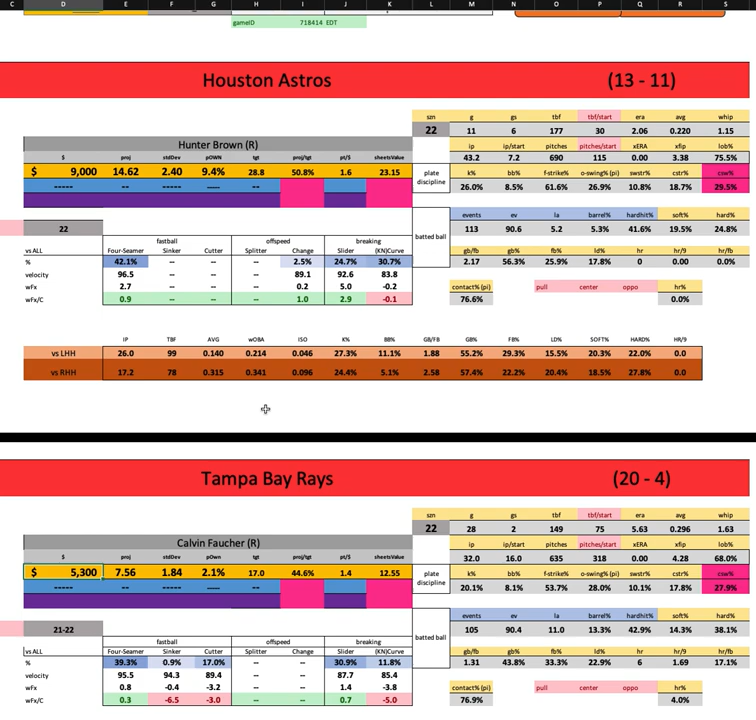 C D E F G H I J K L M N O P Q R S
gameID 718414 EDT
Houston Astros (13 - 11)
szn g gs tbf tbf/start era avg whip
22 11 6 177 30 2.06 0.220 1.15
ip ip/start pitches pitches/start xERA xfip lob%
43.2 7.2 690 115 0.00 3.38 75.5%
Hunter Brown (R)
$ proj stdDev pOWN tgt proj/tgt pt/$ sheetsValue
$ 9,000 14.62 2.40 9.4% 28.8 50.8% 1.6 23.15
plate discipline
k% bb% f-strike% o-swing% (pi) swstr% cstr% csw%
26.0% 8.5% 61.6% 26.9% 10.8% 18.7% 29.5%
----- -- -- ---- --
22
batted ball
events ev la barrel% hardhit% soft% hard%
113 90.6 5.2 5.3% 41.6% 19.5% 24.8%
gb/fb gb% fb% ld% hr hr/9 hr/fb
2.17 56.3% 25.9% 17.8% 0 0.00 0.0%
fastball offspeed breaking
vs ALL Four-Seamer Sinker Cutter Splitter Change Slider (KN)Curve
% 42.1% -- -- -- 2.5% 24.7% 30.7%
velocity 96.5 -- -- -- 89.1 92.6 83.8
wFx 2.7 -- -- -- 0.2 5.0 -0.2
wFx/C 0.9 -- -- -- 1.0 2.9 -0.1
contact% (pi) pull center oppo hr%
76.6% 0.0%
IP TBF AVG wOBA ISO K% BB% GB/FB GB% FB% LD% SOFT% HARD% HR/9
vs LHH 26.0 99 0.140 0.214 0.046 27.3% 11.1% 1.88 55.2% 29.3% 15.5% 20.3% 22.0% 0.0
vs RHH 17.2 78 0.315 0.341 0.096 24.4% 5.1% 2.58 57.4% 22.2% 20.4% 18.5% 27.8% 0.0
Tampa Bay Rays (20 - 4)
szn g gs tbf tbf/start era avg whip
22 28 2 149 75 5.63 0.296 1.63
ip ip/start pitches pitches/start xERA xfip lob%
32.0 16.0 635 318 0.00 4.28 68.0%
Calvin Faucher (R)
$ proj stdDev pOwn tgt proj/tgt pt/$ sheetsValue
$ 5,300 7.56 1.84 2.1% 17.0 44.6% 1.4 12.55
plate discipline
k% bb% f-strike% o-swing% (pi) swstr% cstr% csw%
20.1% 8.1% 53.7% 28.0% 10.1% 17.8% 27.9%
----- -- -- ---- --
21-22
batted ball
events ev la barrel% hardhit% soft% hard%
105 90.4 11.0 13.3% 42.9% 14.3% 38.1%
gb/fb gb% fb% ld% hr hr/9 hr/fb
1.31 43.8% 33.3% 22.9% 6 1.69 17.1%
fastball offspeed breaking
vs ALL Four-Seamer Sinker Cutter Splitter Change Slider (KN)Curve
% 39.3% 0.9% 17.0% -- -- 30.9% 11.8%
velocity 95.5 94.3 89.4 -- -- 87.7 85.4
wFx 0.8 -0.4 -3.2 -- -- 1.4 -3.8
wFx/C 0.3 -6.5 -3.0 -- -- 0.7 -5.0
contact% (pi) pull center oppo hr%
76.9% 4.0%